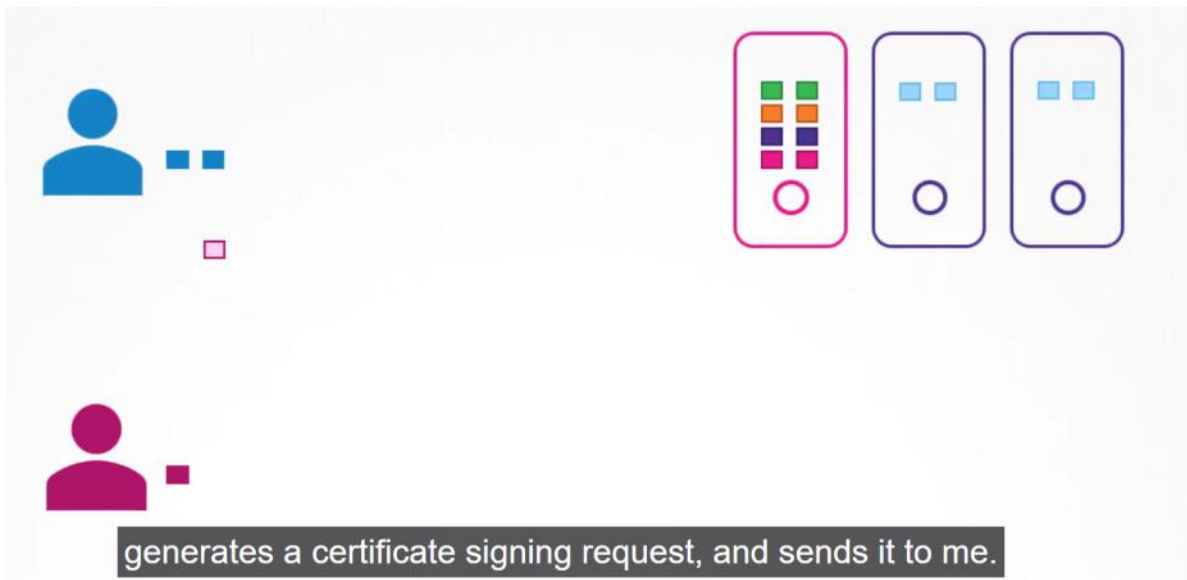 generates a certificate signing request, and sends it to me.